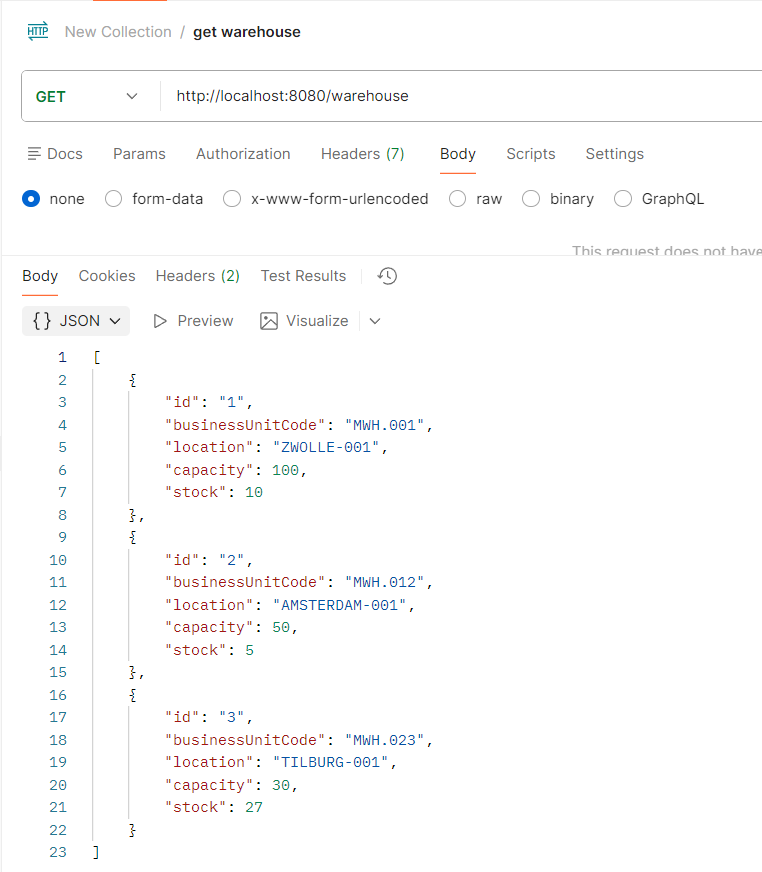 HTTP New Collection / get warehouse
GET http://localhost:8080/warehouse
Docs Params Authorization Headers (7) Body Scripts Settings
none form-data x-www-form-urlencoded raw binary GraphQL
This request does not have
Body Cookies Headers (2) Test Results
{} JSON Preview Visualize
1 [
2 {
3 "id": "1",
4 "businessUnitCode": "MWH.001",
5 "location": "ZWOLLE-001",
6 "capacity": 100,
7 "stock": 10
8 },
9 {
10 "id": "2",
11 "businessUnitCode": "MWH.012",
12 "location": "AMSTERDAM-001",
13 "capacity": 50,
14 "stock": 5
15 },
16 {
17 "id": "3",
18 "businessUnitCode": "MWH.023",
19 "location": "TILBURG-001",
20 "capacity": 30,
21 "stock": 27
22 }
23 ]